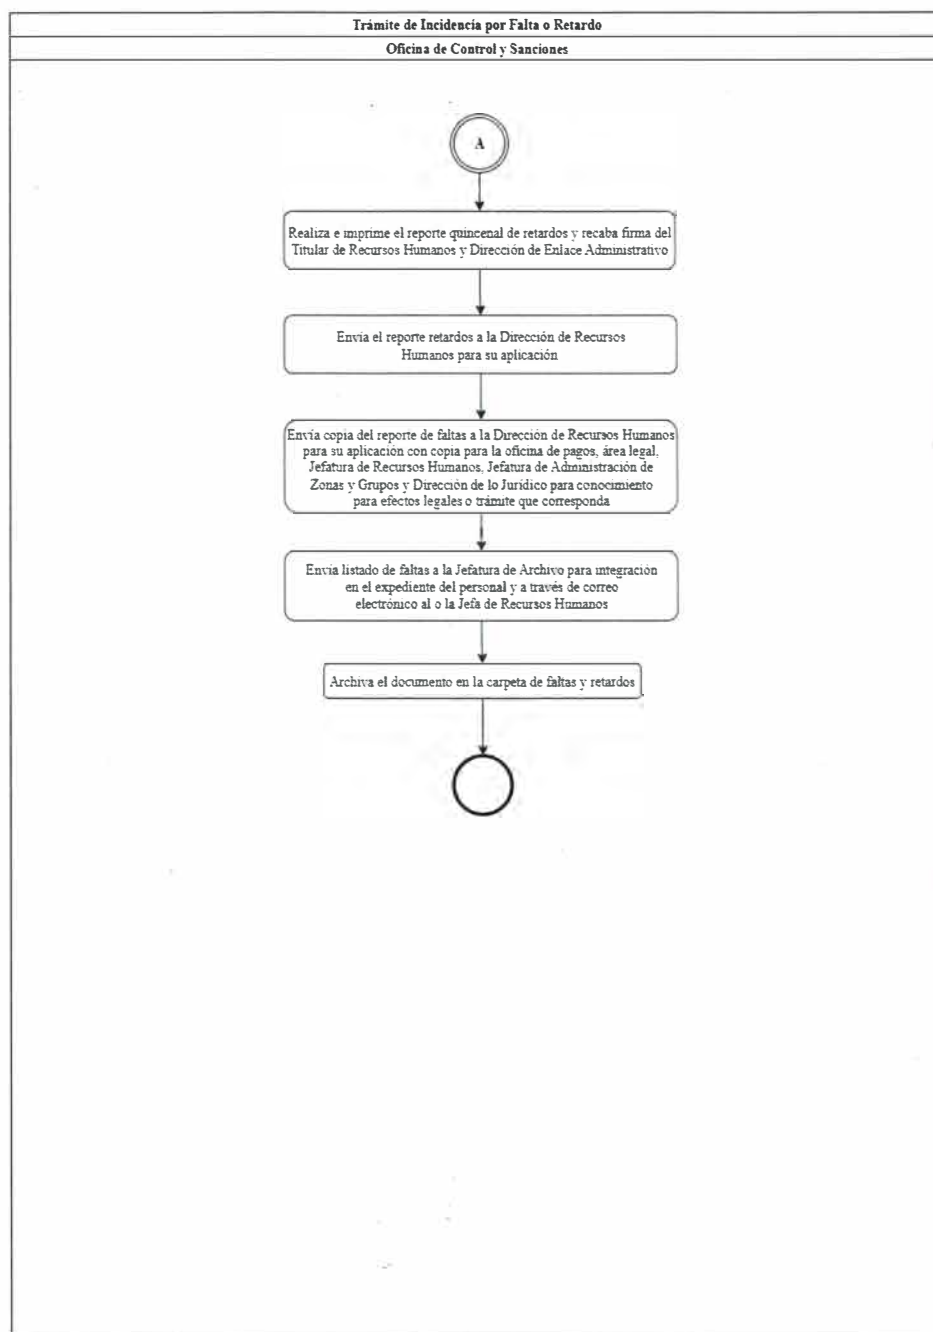 Trámite de Incidencia por Falta o Retardo
Oficina de Control y Sanciones
A
Realiza e imprime el reporte quincenal de retardos y recaba firma del
Titular de Recursos Humanos y Dirección de Enlace Administrativo
Envía el reporte retardos a la Dirección de Recursos
Humanos para su aplicación
Envía copia del reporte de faltas a la Dirección de Recursos Humanos
para su aplicación con copia para la oficina de pagos, área legal,
Jefatura de Recursos Humanos, Jefatura de Administración de
Zonas y Grupos y Dirección de lo Jurídico para conocimiento
para efectos legales o trámite que corresponda
Envía listado de faltas a la Jefatura de Archivo para integración
en el expediente del personal y a través de correo
electrónico al o la Jefa de Recursos Humanos
Archiva el documento en la carpeta de faltas y retardos